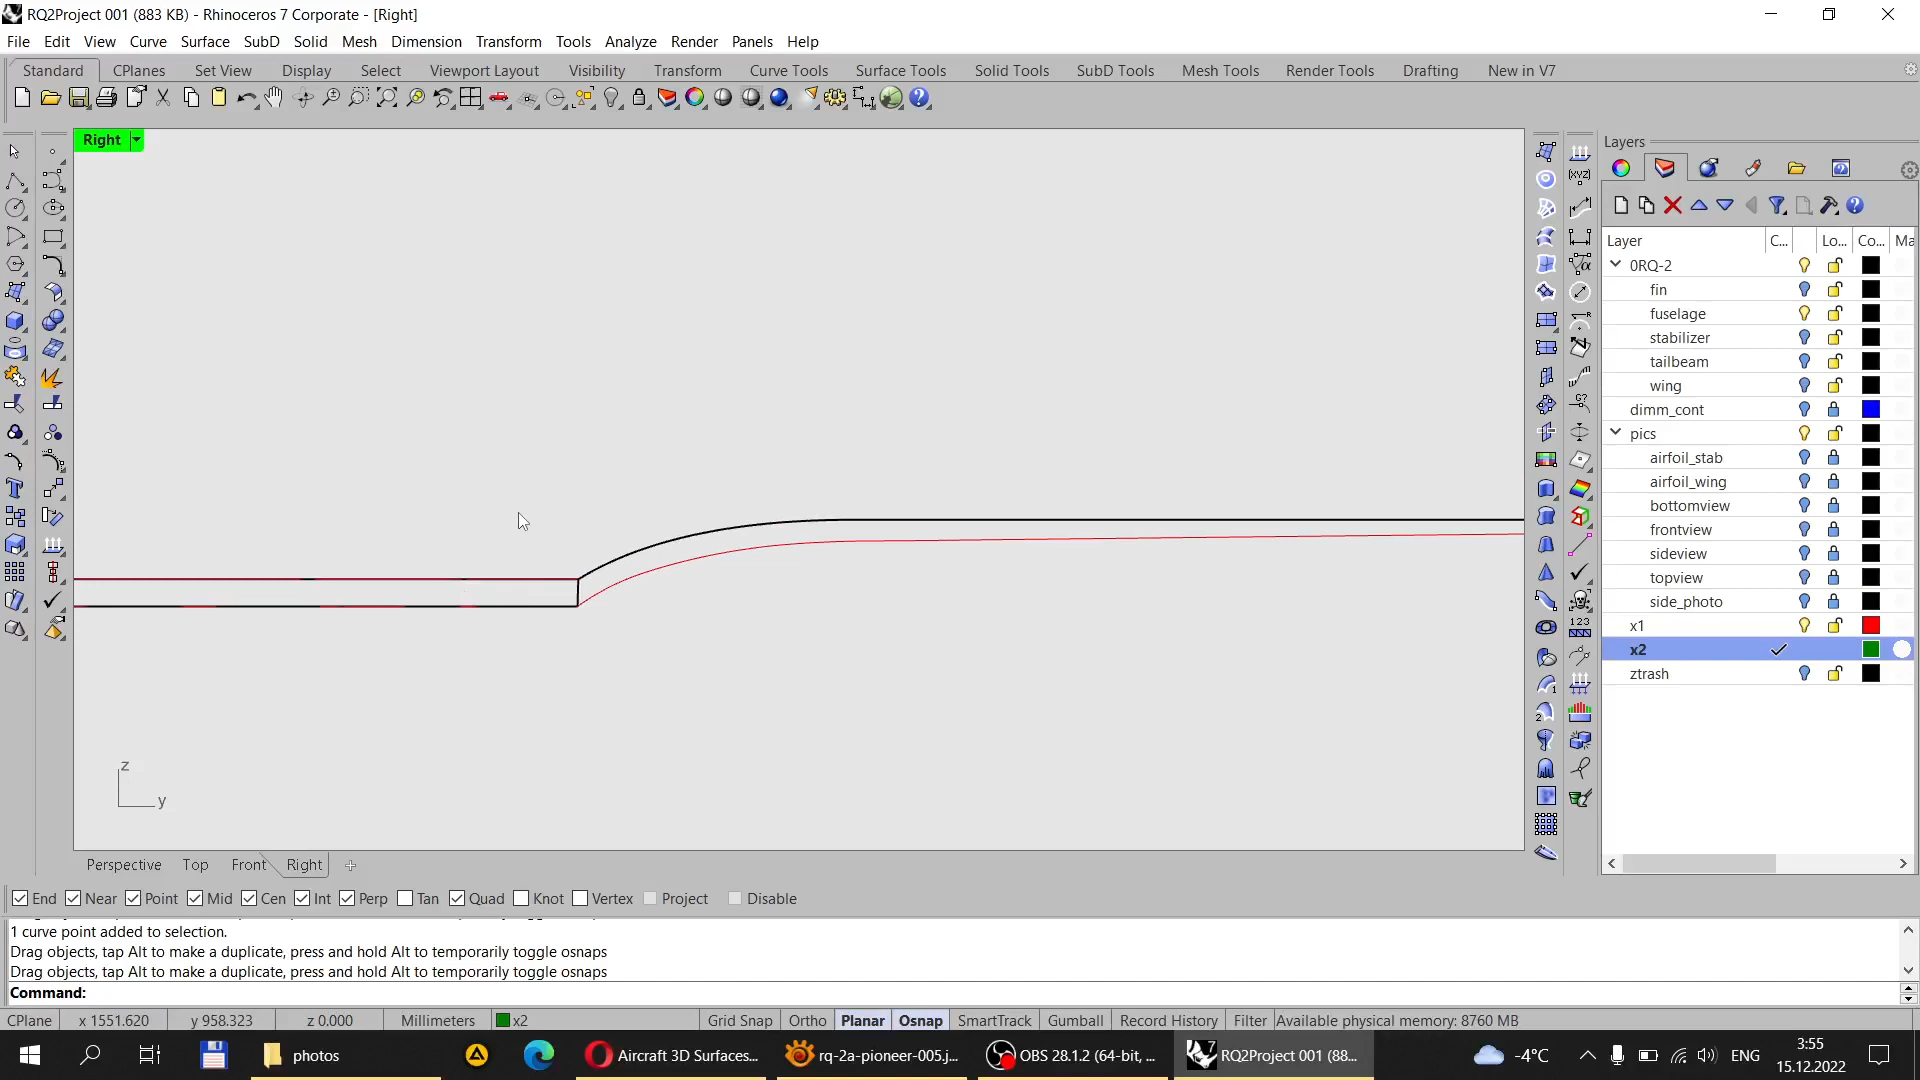 RQ2Project 001 (883 KB) - Rhinoceros 7 Corporate - [Right]
File Edit View Curve Surface SubD Solid Mesh Dimension Transform Tools Analyze Render Panels Help
Standard CPlanes Set View Display Select Viewport Layout Visibility Transform Curve Tools Surface Tools Solid Tools SubD Tools Mesh Tools Render Tools Drafting New in V7
Right
Layers
Layer C... Lo... Co... Ma
0RQ-2
fin
fuselage
stabilizer
tailbeam
wing
dimm_cont
pics
airfoil_stab
airfoil_wing
bottomview
frontview
sideview
topview
side_photo
x1
x2
ztrash
z
y
Perspective Top Front Right
End Near Point Mid Cen Int Perp Tan Quad Knot Vertex Project Disable
1 curve point added to selection.
Drag objects, tap Alt to make a duplicate, press and hold Alt to temporarily toggle osnaps
Drag objects, tap Alt to make a duplicate, press and hold Alt to temporarily toggle osnaps
Command:
CPlane x 1551.620 y 958.323 z 0.000 Millimeters x2 Grid Snap Ortho Planar Osnap SmartTrack Gumball Record History Filter Available physical memory: 8760 MB
photos Aircraft 3D Surfaces... rq-2a-pioneer-005.j... OBS 28.1.2 (64-bit, ... RQ2Project 001 (88... -4°C ENG
3:55
15.12.2022